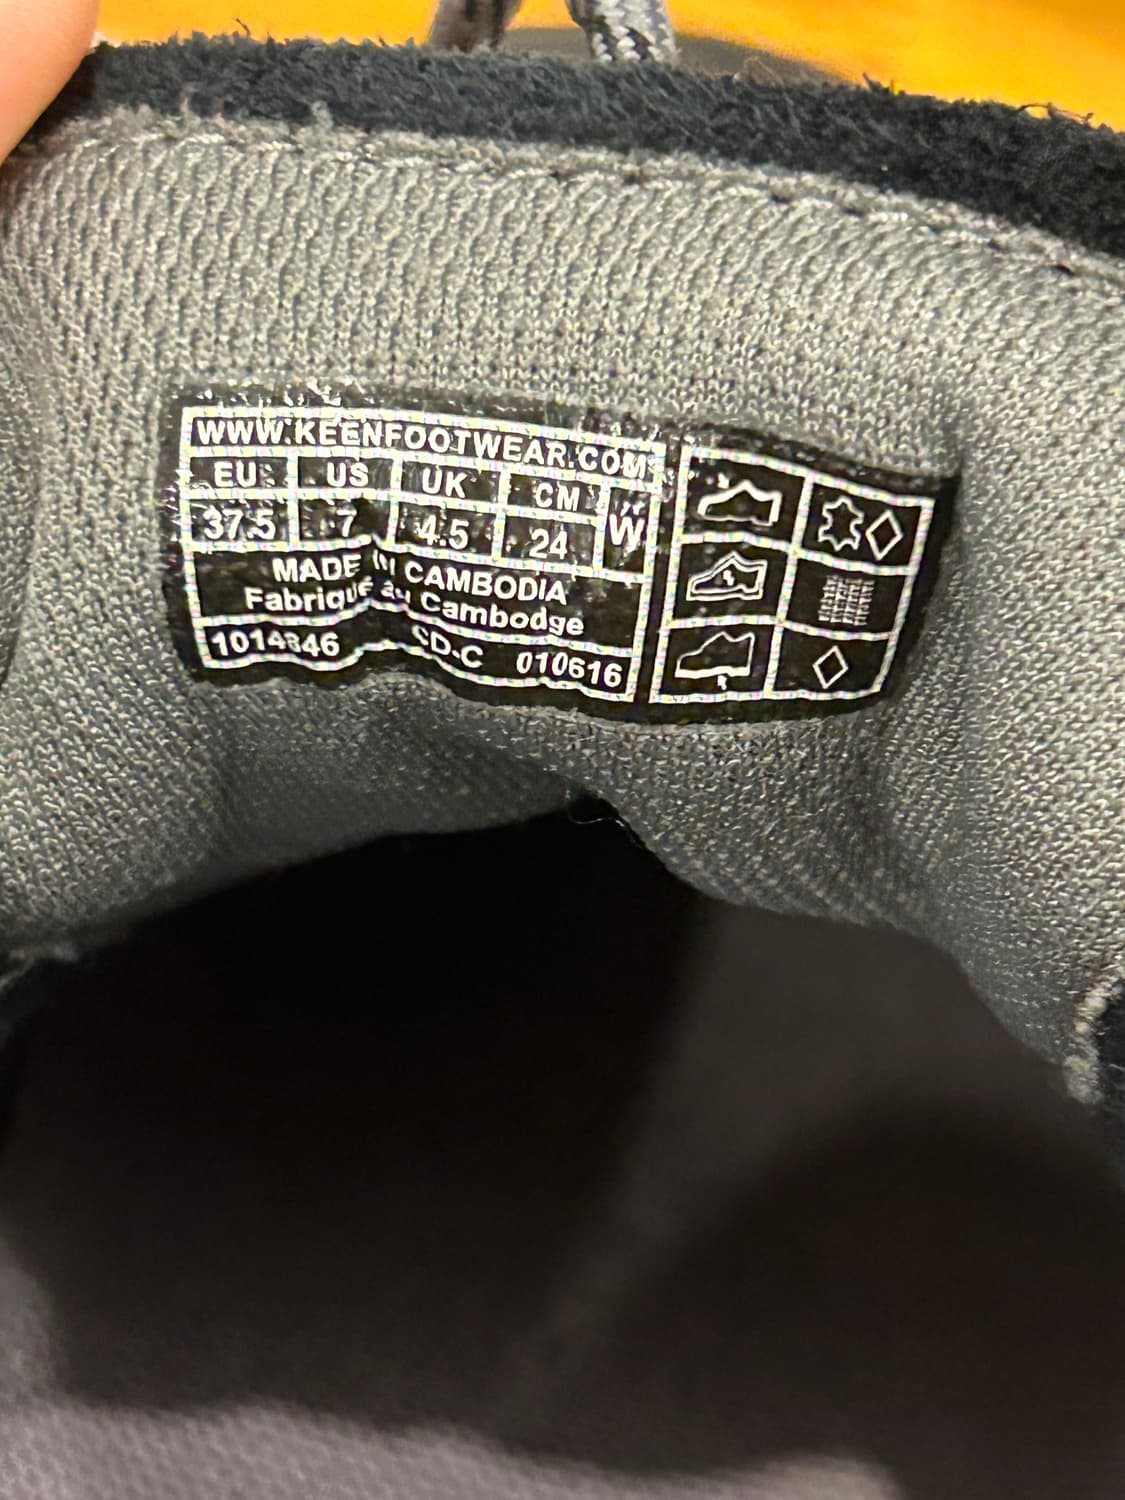 WWW.KEENFOOTWEAR.COM
EU US UK CM W
37.5 7 4.5 24
MADE IN CAMBODIA
Fabriqué au Cambodge
1014846 CD-C 010616